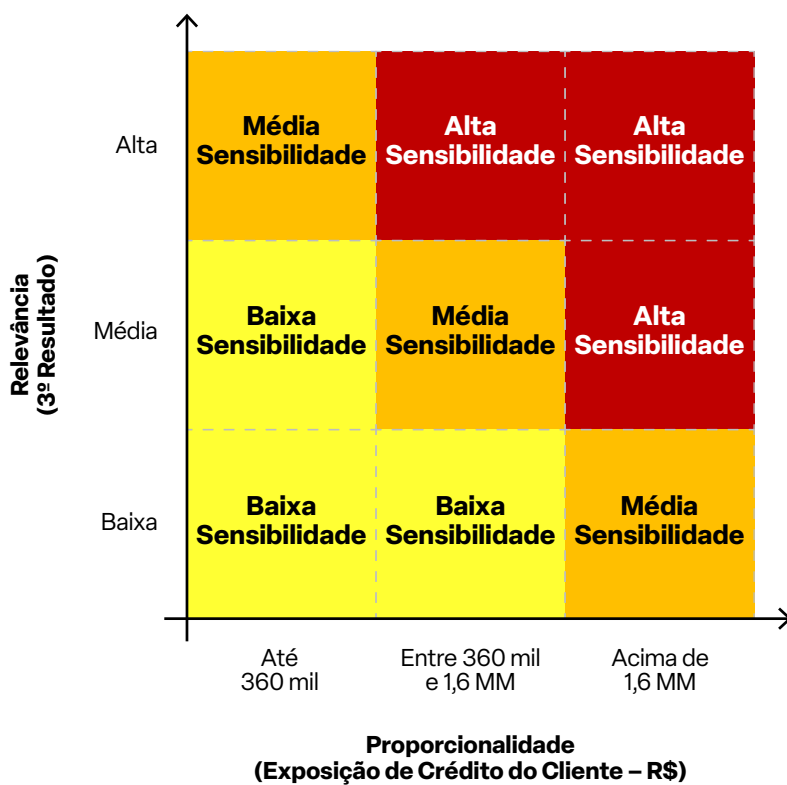 Relevância
(3º Resultado)
Alta
Média
Sensibilidade
Alta
Sensibilidade
Alta
Sensibilidade
Média
Baixa
Sensibilidade
Média
Sensibilidade
Alta
Sensibilidade
Baixa
Baixa
Sensibilidade
Baixa
Sensibilidade
Média
Sensibilidade
Até
360 mil
Entre 360 mil
e 1,6 MM
Acima de
1,6 MM
Proporcionalidade
(Exposição de Crédito do Cliente – R$)